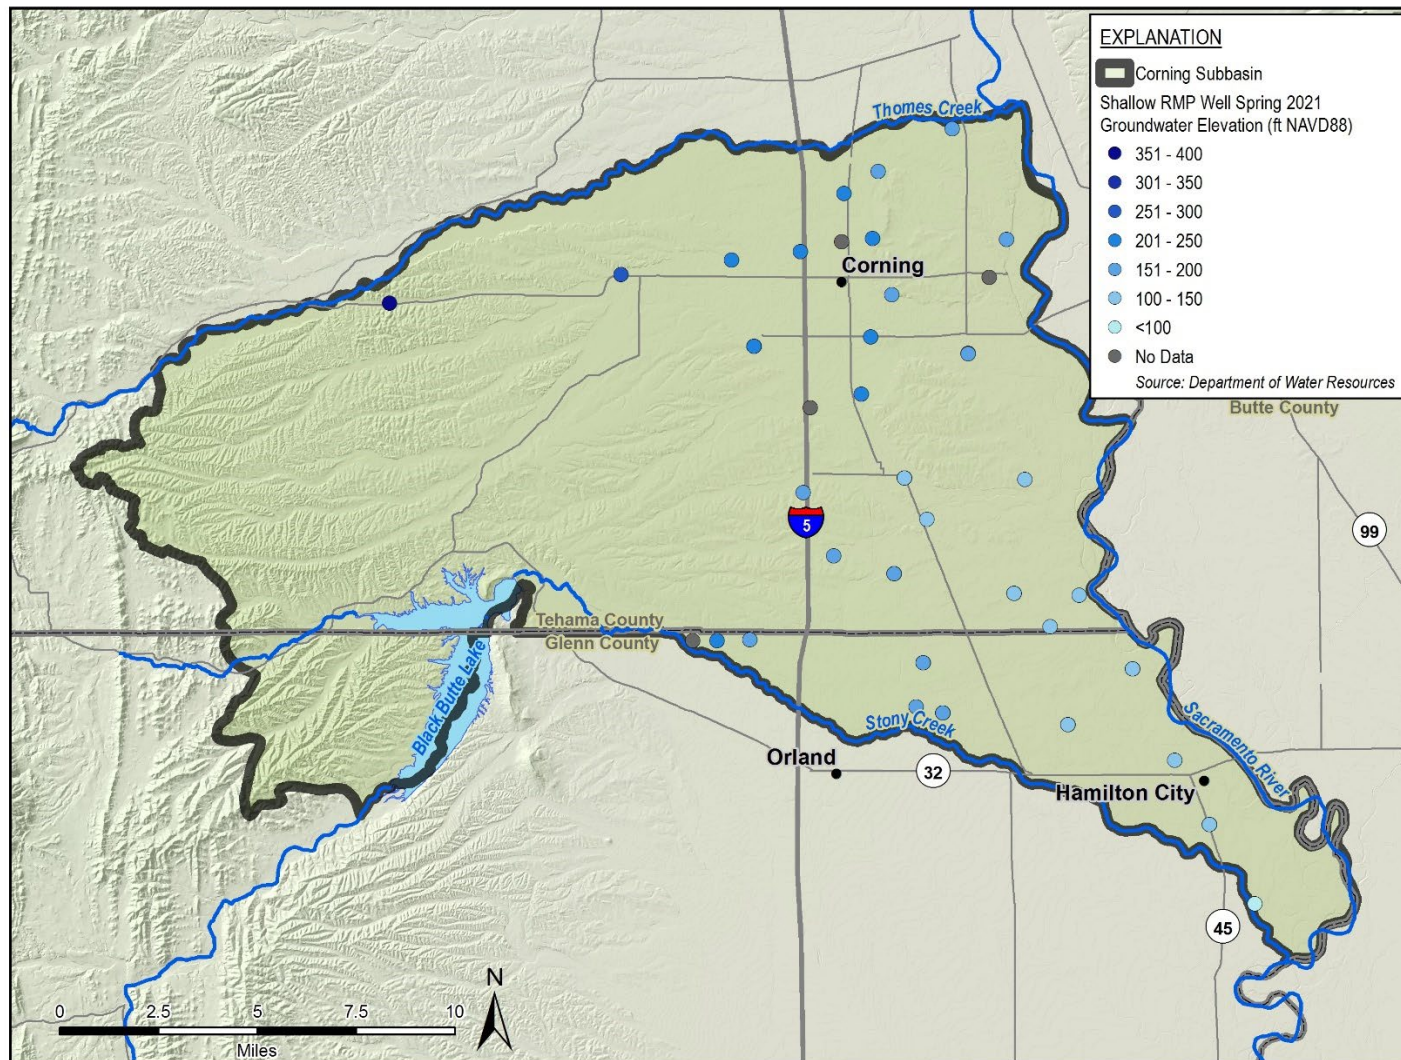 EXPLANATION
Corning Subbasin
Shallow RMP Well Spring 2021
Groundwater Elevation (ft NAVD88)
351 - 400
301 - 350
251 - 300
201 - 250
151 - 200
100 - 150
<100
No Data
Source: Department of Water Resources
Thomes Creek
Corning
Butte County
5
99
Tehama County
Glenn County
Black Butte Lake
Stony Creek
Sacramento River
Orland
32
Hamilton City
45
N
0 2.5 5 7.5 10
Miles